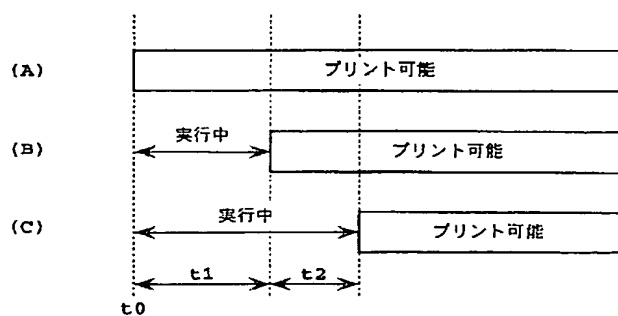 (A) プリント可能
(B) 実行中 プリント可能
(C) 実行中 プリント可能
t1 t2
t0